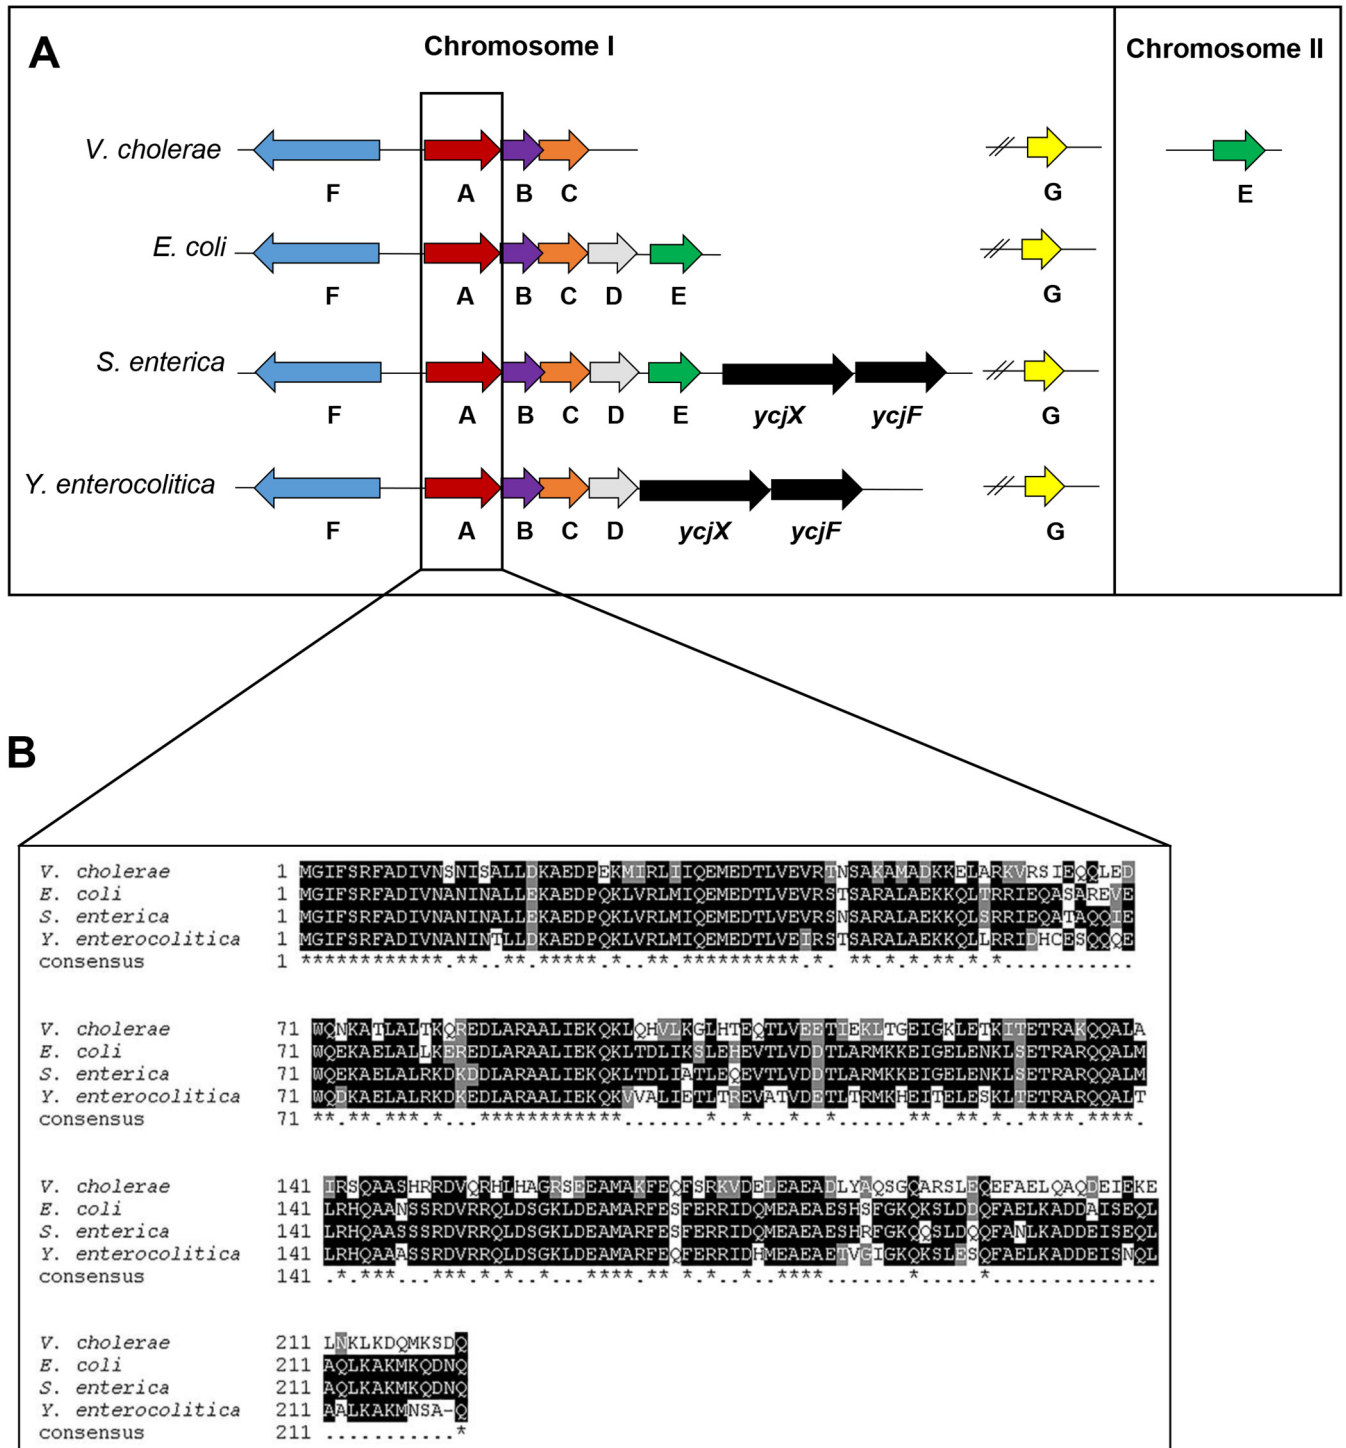 A
Chromosome I
Chromosome II
V. cholerae
F A B C G E
E. coli
F A B C D E G
S. enterica
F A B C D E ycjX ycjF G
Y. enterocolitica
F A B C D ycjX ycjF G
B
V. cholerae 1 MGIFSRFADIVNSNISALLDKAEDPEKMIRLIIQEMEDTLVEVRTNSAKAMADKKELARKVRSIEQQLED
E. coli 1 MGIFSRFADIVNANINALLEKAEDPQKLVRLMIQEMEDTLVEVRSTSARALAEKKQLTRRIEQASAREVE
S. enterica 1 MGIFSRFADIVNANINALLEKAEDPQKLVRLMIQEMEDTLVEVRSNSARALAEKKQLSRRIEQATAQQIE
Y. enterocolitica 1 MGIFSRFADIVNANINTLLDKAEDPQKLVRLMIQEMEDTLVEIRSTSARALAEKKQLLRRIDHCESQQQE
consensus 1 ************.**..**.*****.*..**.**********.*.*..**.*.*.**.*.*...........
V. cholerae 71 WQNKATLALTKQREDLARAALIEKQKLQHVLKGLHTEQTLVEETIEKLTGEIGKLETKITETRAKQQALA
E. coli 71 WQEKAELALLKEREDLARAALIEKQKLTDLIKSLEHEVTLVDDTLARMKKEIGELENKLSETRARQQALM
S. enterica 71 WQEKAELALRKDKDDLARAALIEKQKLTDLIATLEQEVTLVDDTLARMKKEIGELENKLSETRARQQALM
Y. enterocolitica 71 WQDKAELALRKDKEDLARAALIEKQKVVALIETLTREVATVDETLTRMKHEITELESKLTETRARQQALT
consensus 71 **.**.***.*...************.......*..*...*..*.......**..**.*..****.****.
V. cholerae 141 IRSQAASHRRDVQRHLHAGRSEEAMAKFEQFSRKVDELEAEADLYAQSGQARSLEQEFAELQAQDEIEKE
E. coli 141 LRHQAANSSRDVRRQLDSGKLDEAMARFESFERRIDQMEAEAESHSFGKQKSLDDQFAELKADDAISEQL
S. enterica 141 LRHQAANSSRDVRRQLDSGKLDEAMARFESFERRIDQMEAEAESHRFGKQQSLDQQFANLKADDEISEQL
Y. enterocolitica 141 LRHQAAASSRDVRRQLDSGKLDEAMARFEQFERRIDHMEAEAETVGIGKQKSLESQFAELKADDEISNQL
consensus 141 .*.***...***.*.*..*...****.**.*.*..*..****.......*.....*..............
V. cholerae 211 LNKLKDQMKSDQ
E. coli 211 AQLKAKMKQDNQ
S. enterica 211 AQLKAKMKQDNQ
Y. enterocolitica 211 AALKAKMNSA-Q
consensus 211 ...........*